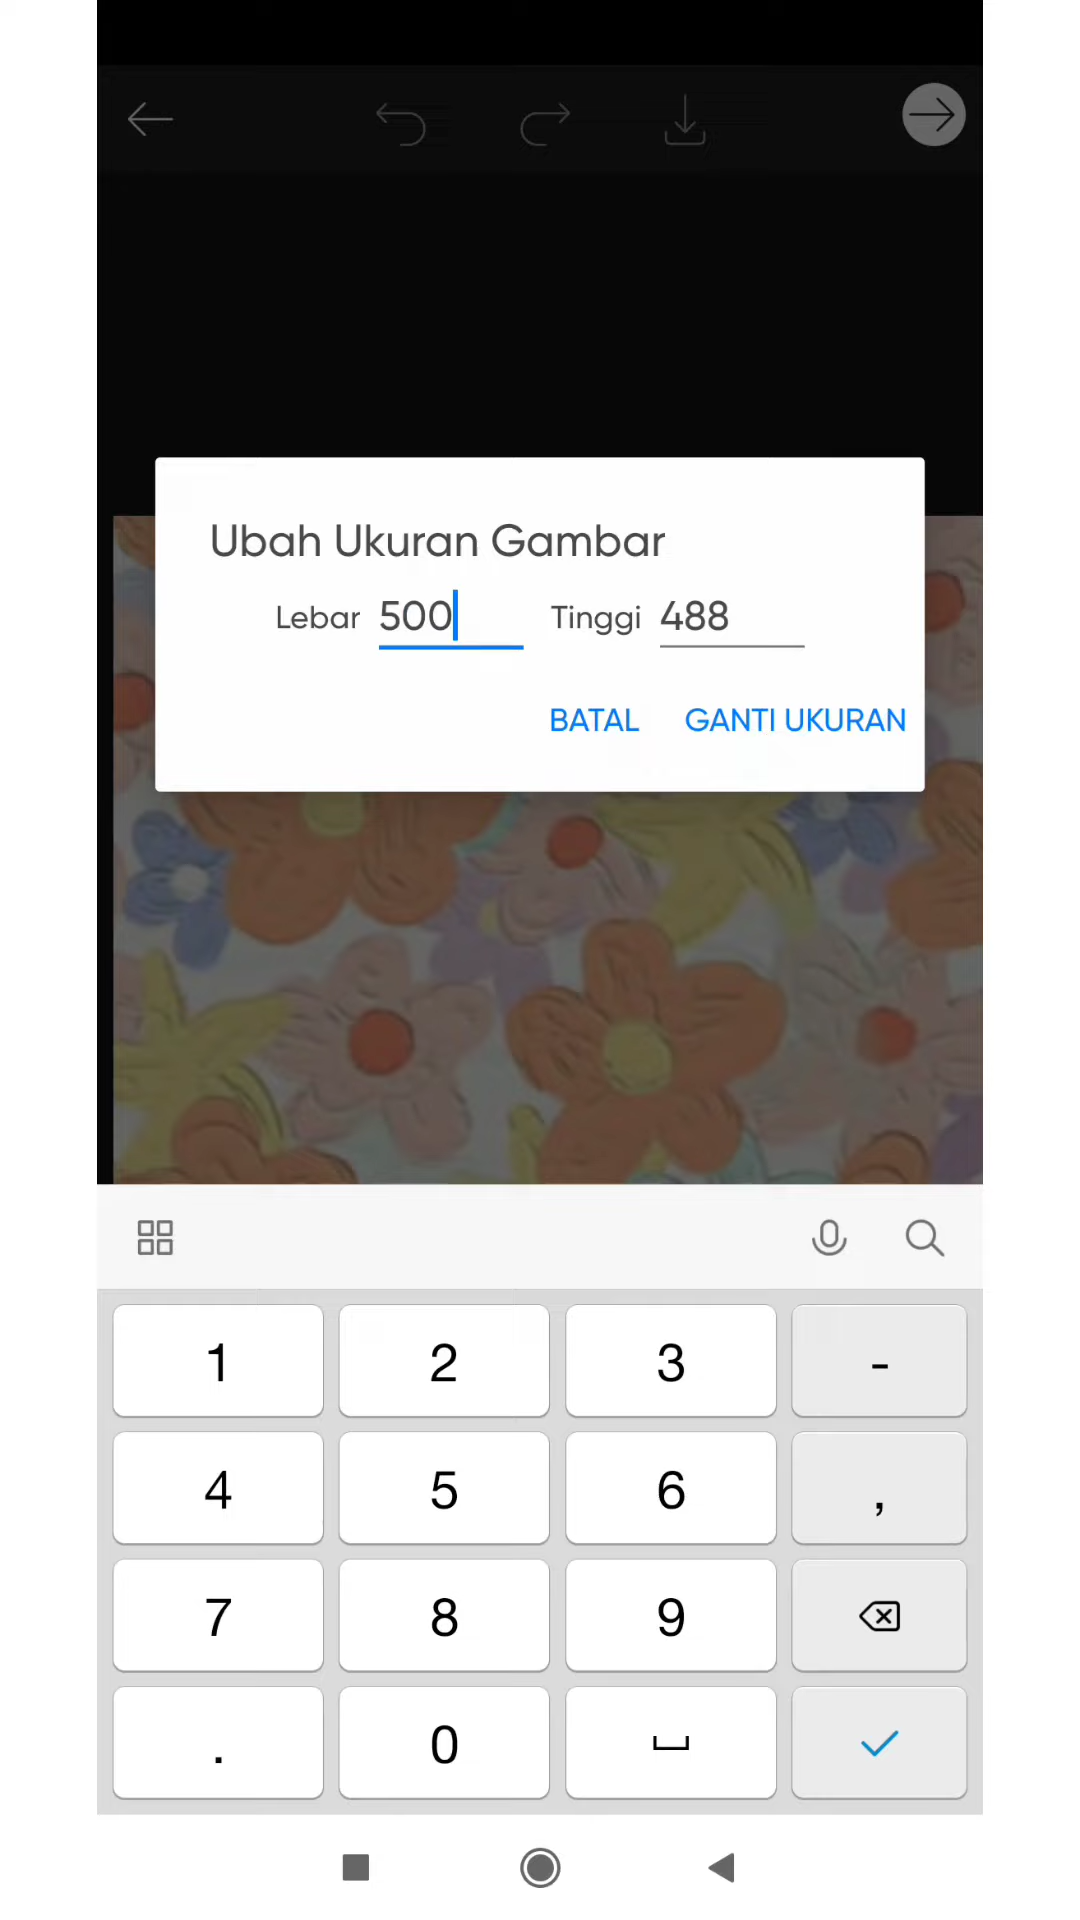 Ubah Ukuran Gambar
Lebar 500 Tinggi 488
BATAL GANTI UKURAN
1 2 3 -
4 5 6 ,
7 8 9
. 0